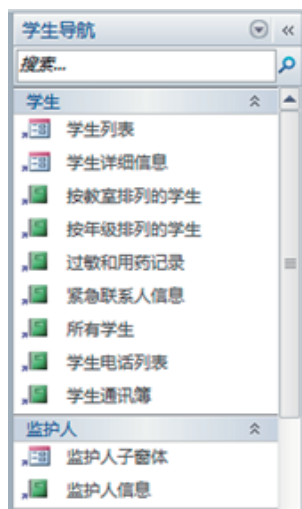 学生导航
搜索...
学生
学生列表
学生详细信息
按教室排列的学生
按年级排列的学生
过敏和用药记录
紧急联系人信息
所有学生
学生电话列表
学生通讯簿
监护人
监护人子窗体
监护人信息